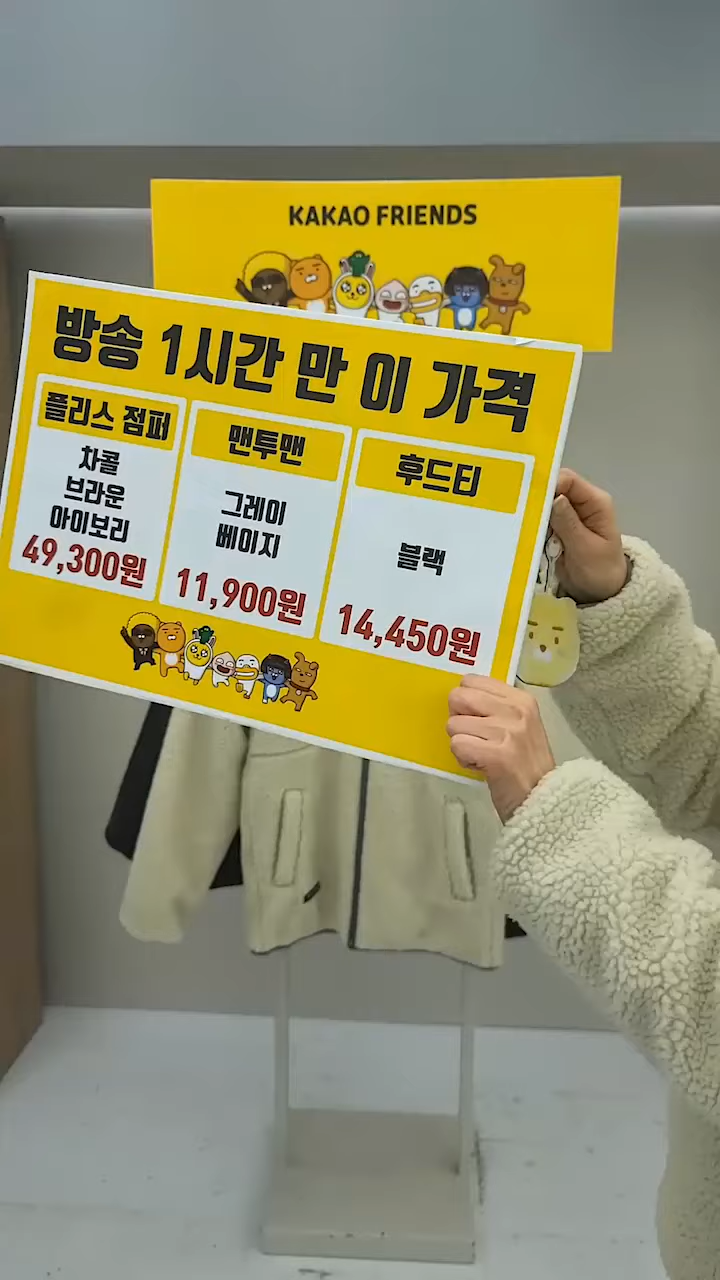 KAKAO FRIENDS
방송 1시간 만 이 가격
플리스 점퍼
차콜
브라운
아이보리
49,300원
맨투맨
그레이
베이지
11,900원
후드티
블랙
14,450원